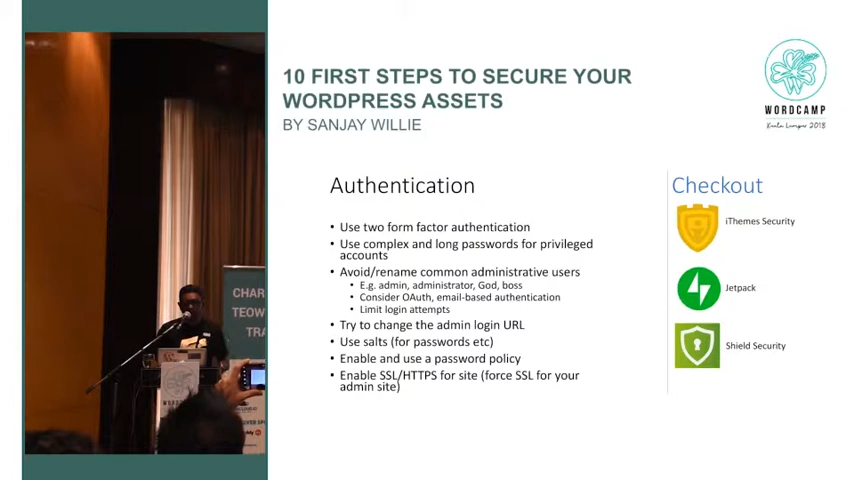 10 FIRST STEPS TO SECURE YOUR
WORDPRESS ASSETS
BY SANJAY WILLIE
WORDCAMP
Kuala Lumpur 2018
Authentication
• Use two form factor authentication
• Use complex and long passwords for privileged
accounts
• Avoid/rename common administrative users
• E.g. admin, administrator, God, boss
• Consider OAuth, email-based authentication
• Limit login attempts
• Try to change the admin login URL
• Use salts (for passwords etc)
• Enable and use a password policy
• Enable SSL/HTTPS for site (force SSL for your
admin site)
Checkout
iThemes Security
Jetpack
Shield Security
CHAR
TEOW
TRA